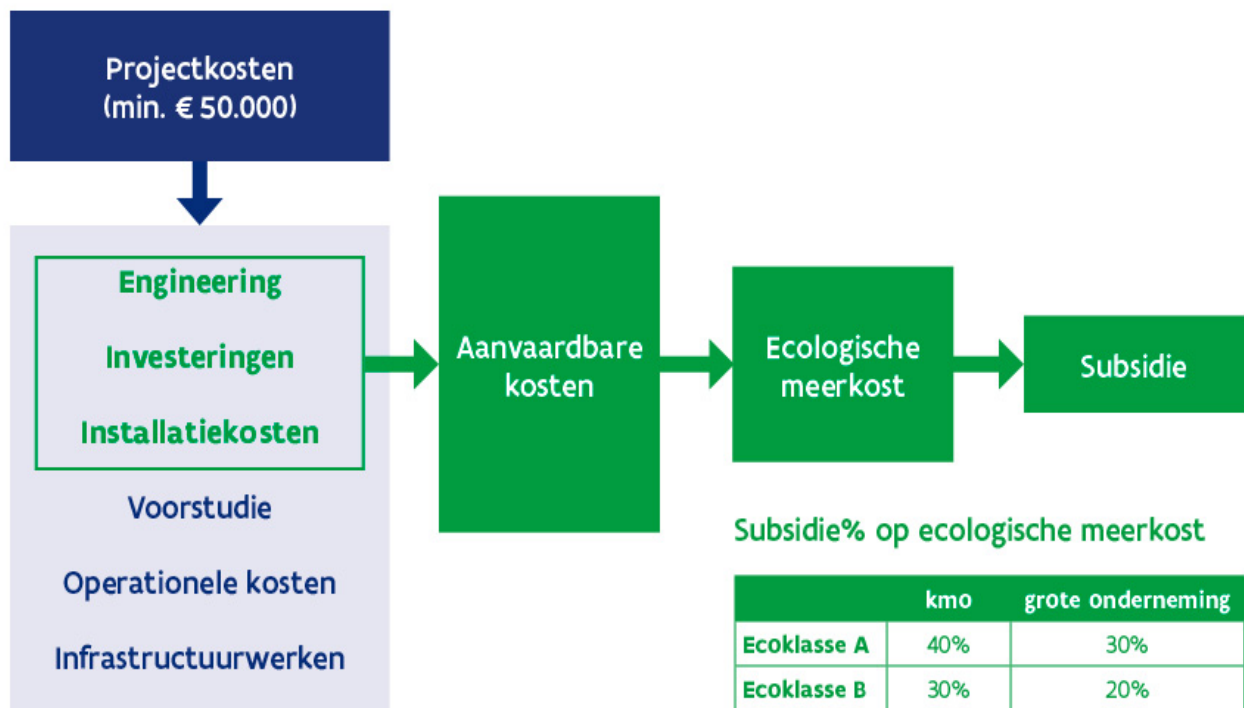 Projectkosten
(min. € 50.000)
Engineering
Investeringen
Installatiekosten
Voorstudie
Operationele kosten
Infrastructuurwerken
Aanvaardbare
kosten
Ecologische
meerkost
Subsidie
Subsidie% op ecologische meerkost
kmo grote onderneming
Ecoklasse A 40% 30%
Ecoklasse B 30% 20%